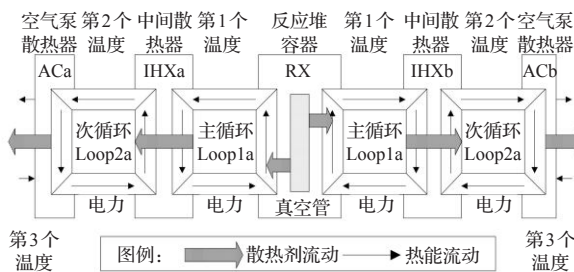 空气泵 第2个 中间散 第1个 反应堆 第1个 中间散 第2个 空气泵
散热器 温度 热器 温度 容器 温度 热器 温度 散热器
ACa IHXa RX IHXb ACb
次循环 主循环 主循环 次循环
Loop2a Loop1a Loop1a Loop2a
电力 电力 真空管 电力 电力
第3个 第3个
温度 温度
图例： 散热剂流动 热能流动